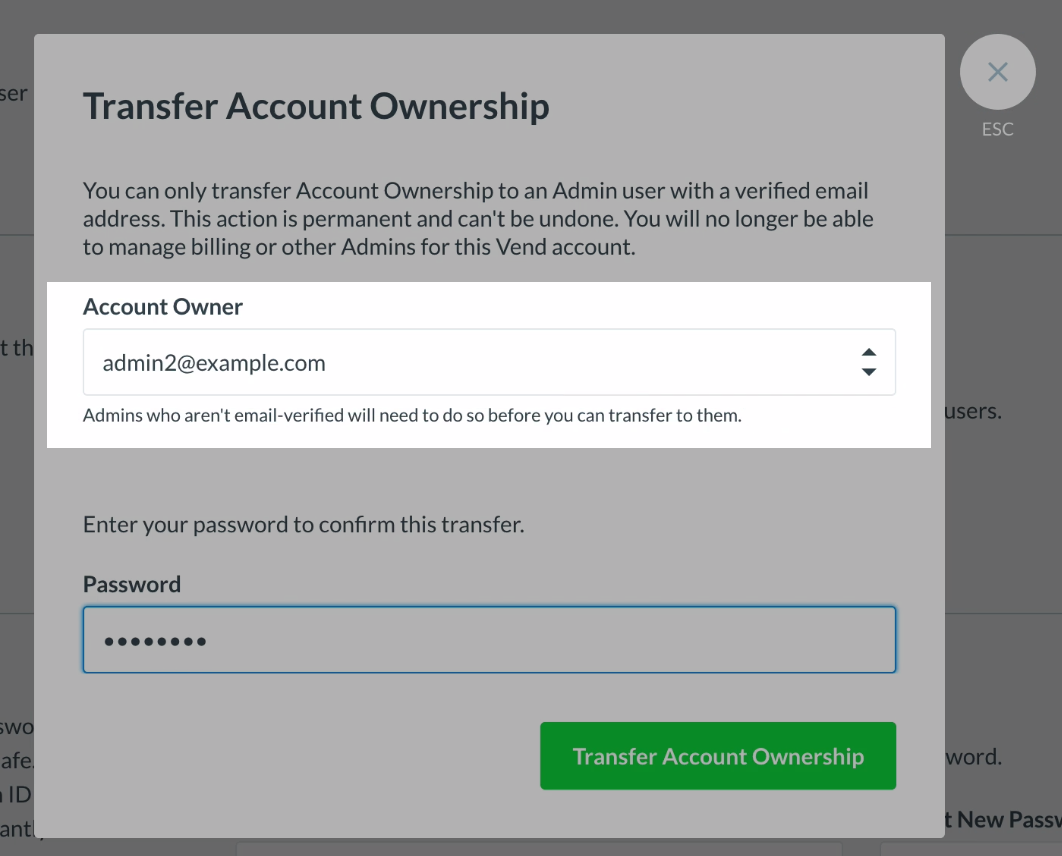 ser
Transfer Account Ownership
ESC
You can only transfer Account Ownership to an Admin user with a verified email
address. This action is permanent and can't be undone. You will no longer be able
to manage billing or other Admins for this Vend account.
Account Owner
t th
admin2@example.com
Admins who aren't email-verified will need to do so before you can transfer to them.
users.
Enter your password to confirm this transfer.
Password
••••••••
swo
Transfer Account Ownership
afe.
word.
ID
t New Passw
antly